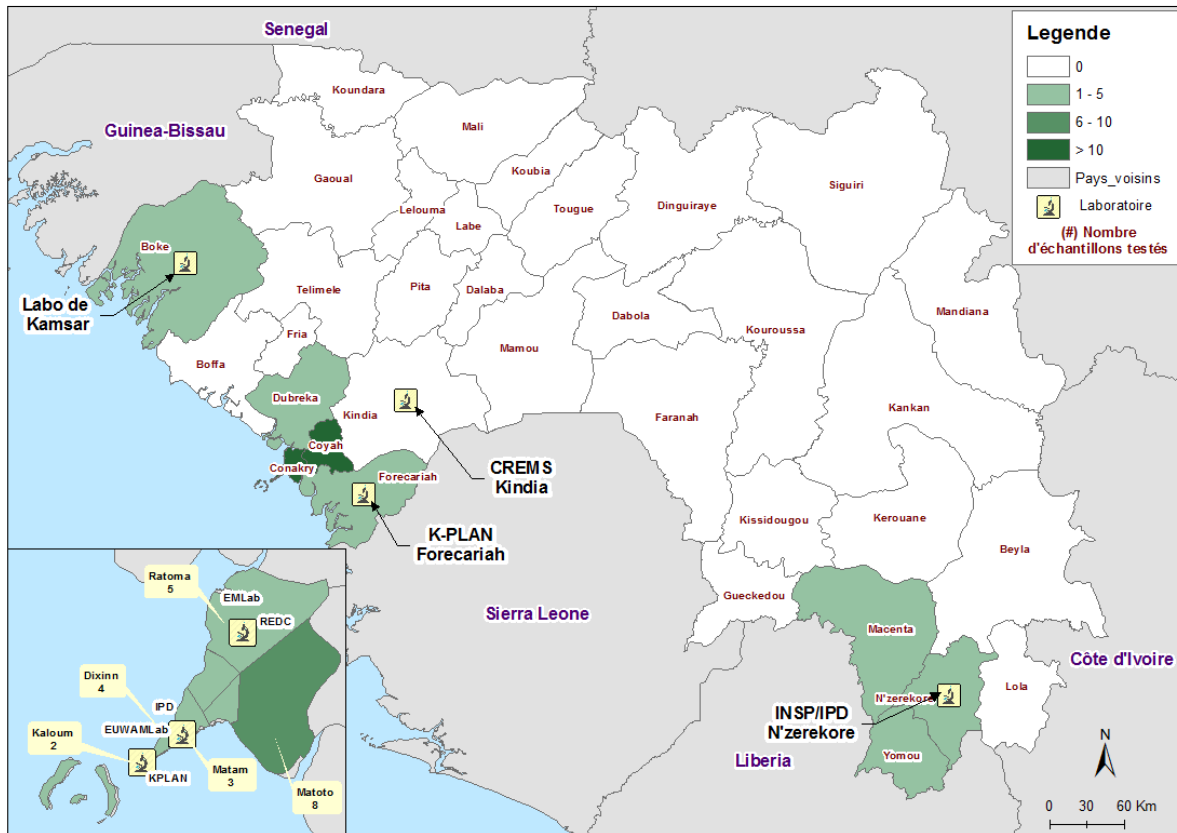 Senegal
Legende
0
1 - 5
6 - 10
> 10
Pays_voisins
Laboratoire
(#) Nombre
d'échantillons testés
Koundara
Guinea-Bissau
Mali
Koubia
Gaoual
Siguiri
Lelouma
Labe
Tougue
Dinguiraye
Boke
Labo de
Kamsar
Telimele
Pita
Dalaba
Dabola
Kouroussa
Mandiana
Fria
Boffa
Mamou
Dubreka
Kindia
Faranah
Kankan
Coyah
Conakry
Forecariah
CREMS
Kindia
K-PLAN
Forecariah
Kissidougou
Kerouane
Beyla
Gueckedou
Sierra Leone
Macenta
Côte d'Ivoire
N'zerekore
Lola
INSP/IPD
N'zerekore
Yomou
Liberia
N
0 30 60 Km
Ratoma
5
EMLab
REDC
Dixinn
4
IPD
EUWAMLab
Kaloum
2
KPLAN
Matam
3
Matoto
8